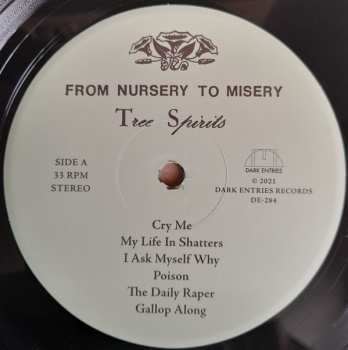 FROM NURSERY TO MISERY
Tree Spirits
SIDE A
33 RPM
STEREO
DARK ENTRIES
© 2021
DARK ENTRIES RECORDS
DE-284
Cry Me
My Life In Shatters
I Ask Myself Why
Poison
The Daily Raper
Gallop Along